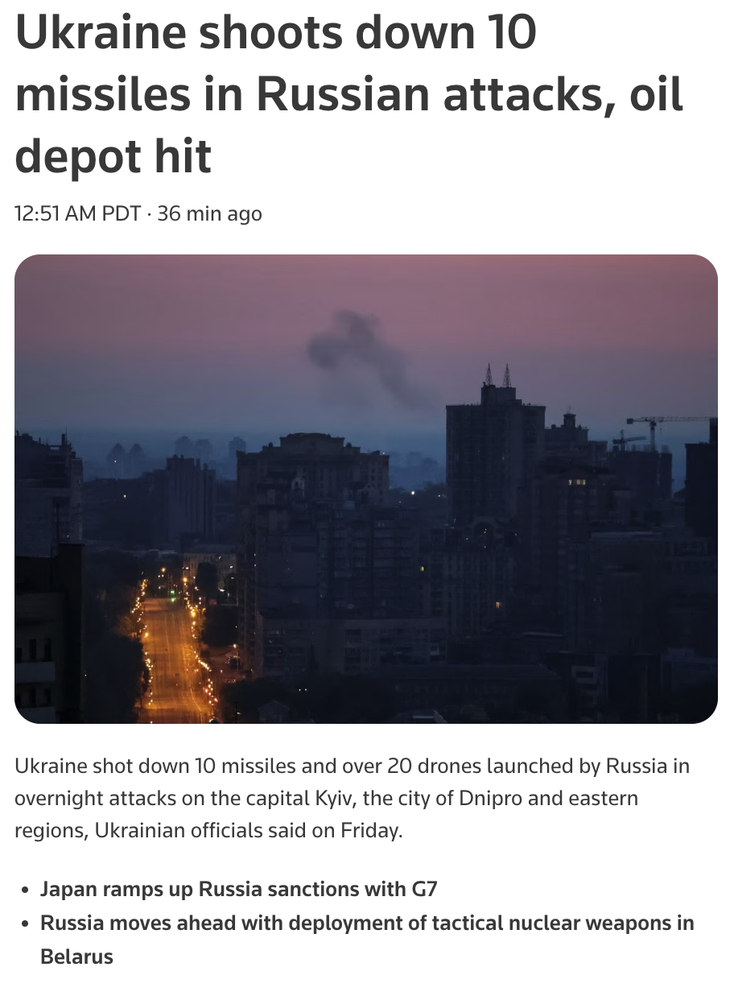 Ukraine shoots down 10
missiles in Russian attacks, oil
depot hit
12:51 AM PDT · 36 min ago
Ukraine shot down 10 missiles and over 20 drones launched by Russia in
overnight attacks on the capital Kyiv, the city of Dnipro and eastern
regions, Ukrainian officials said on Friday.
• Japan ramps up Russia sanctions with G7
• Russia moves ahead with deployment of tactical nuclear weapons in
Belarus